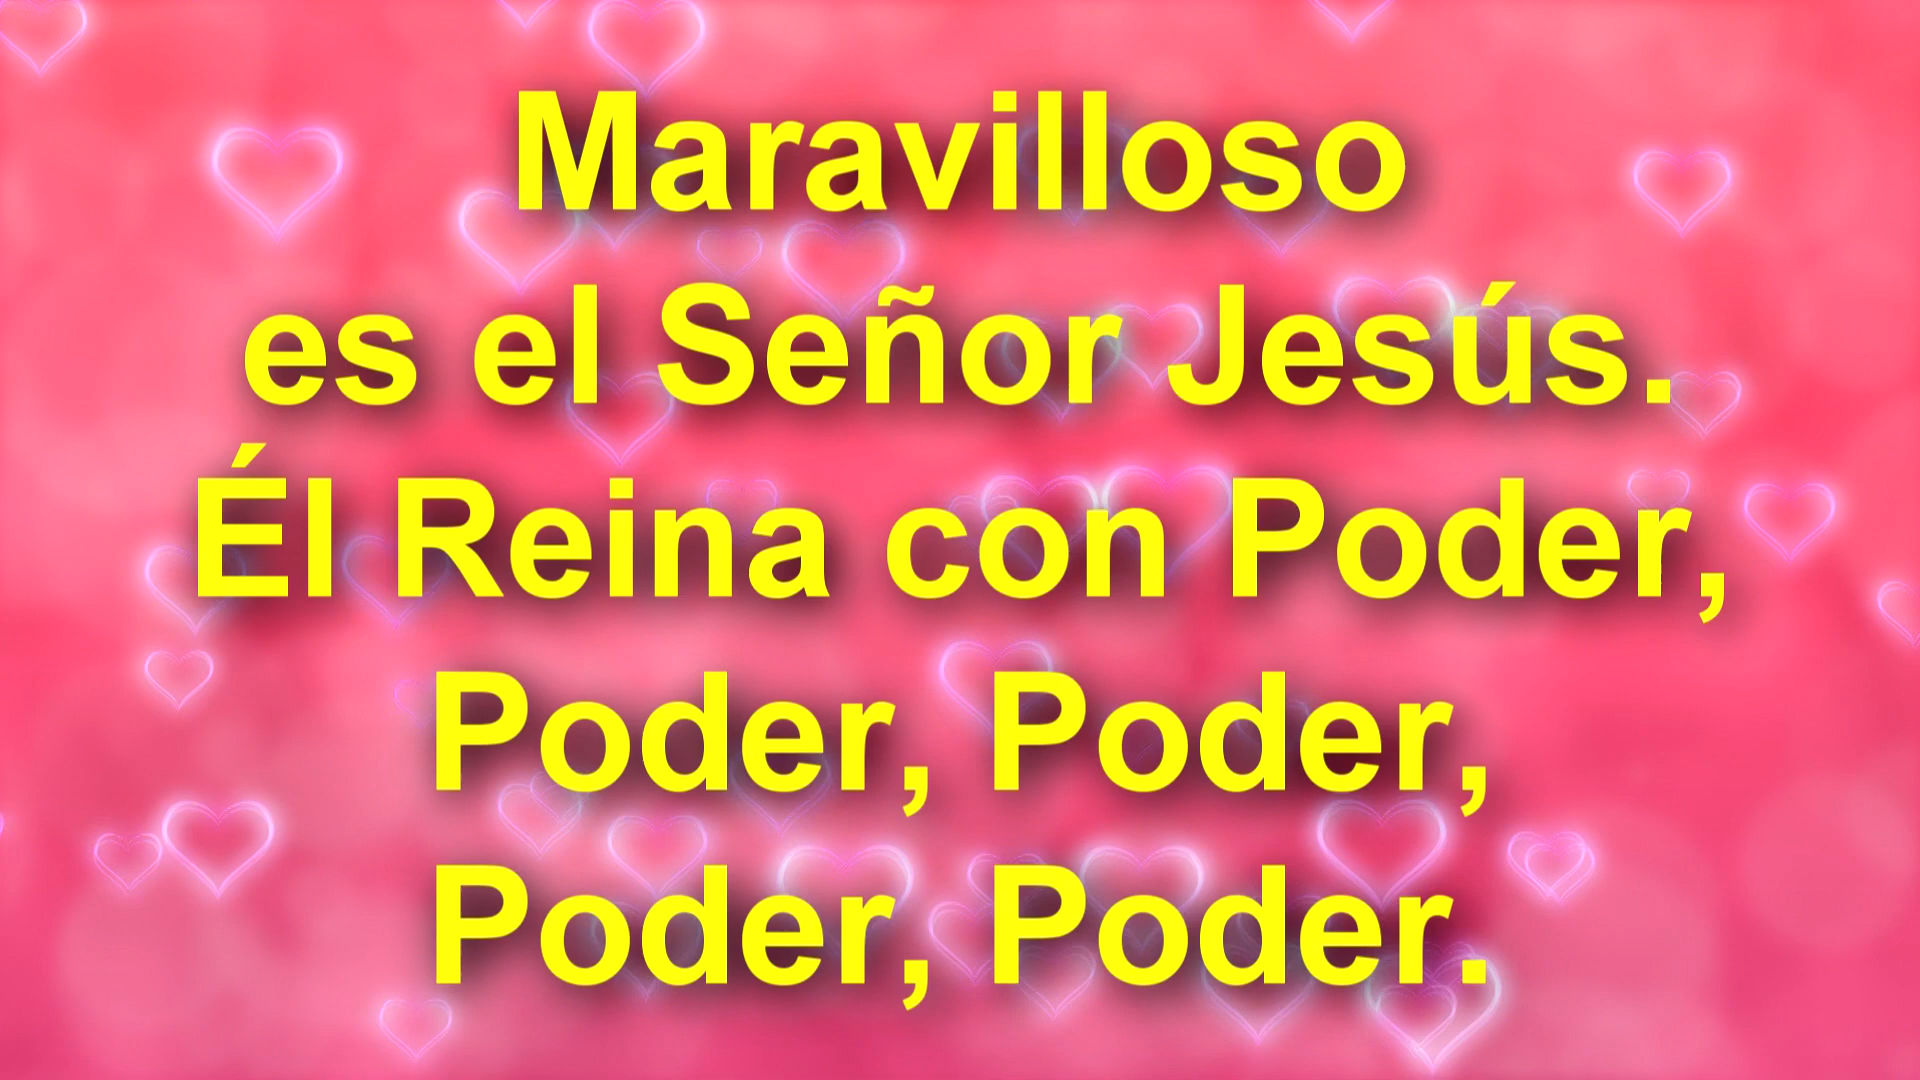 Maravilloso
es el Señor Jesús.
Él Reina con Poder,
Poder, Poder,
Poder, Poder.